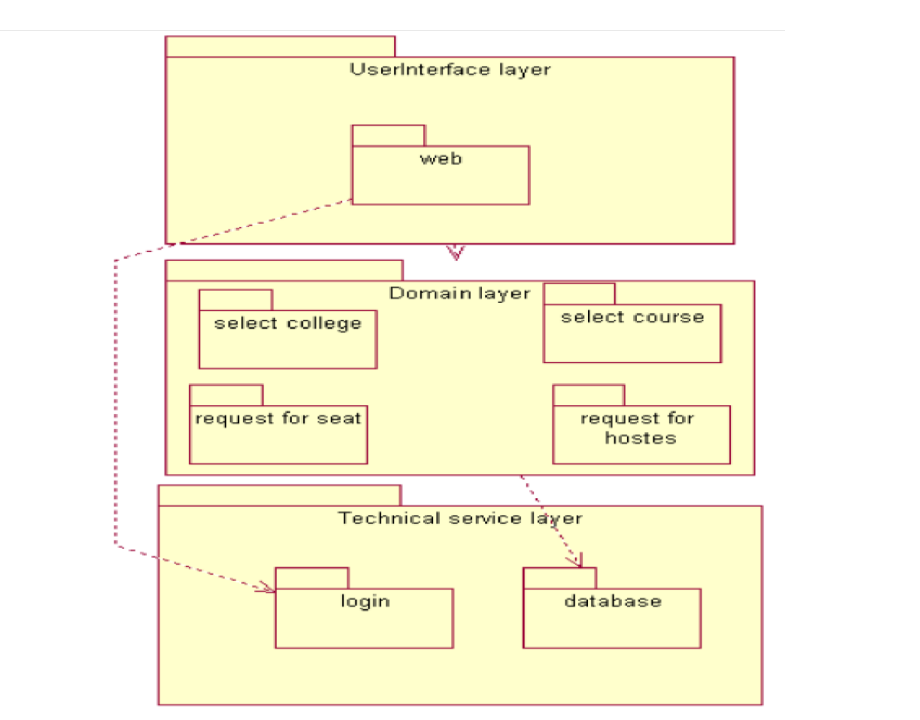 UserInterface layer
web
Domain layer
select college
select course
request for seat
request for
hostes
Technical service layer
login
database